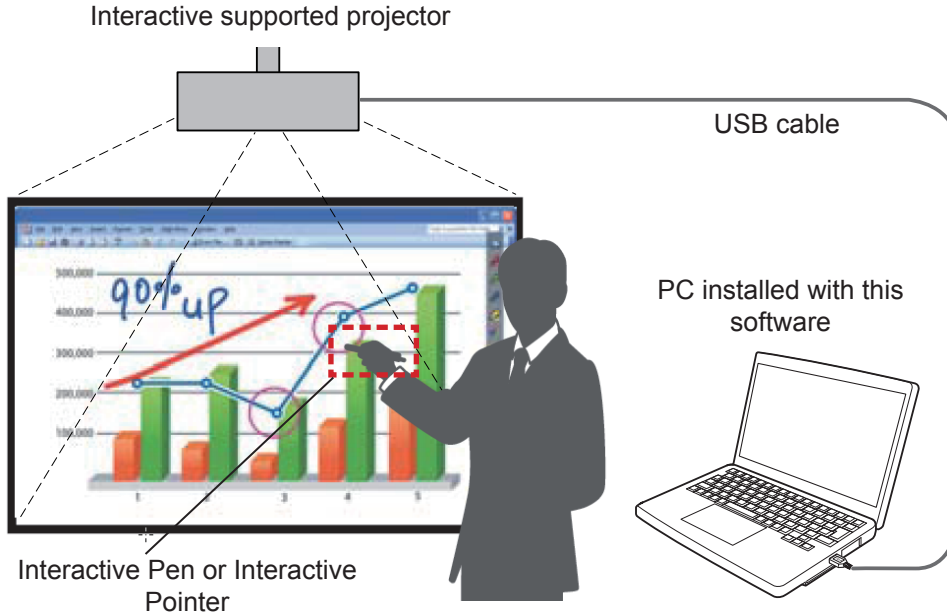 Interactive supported projector
USB cable
500,000
90% up
400,000
300,000
200,000
100,000
PC installed with this
software
1 2 3 4 5
Interactive Pen or Interactive
Pointer